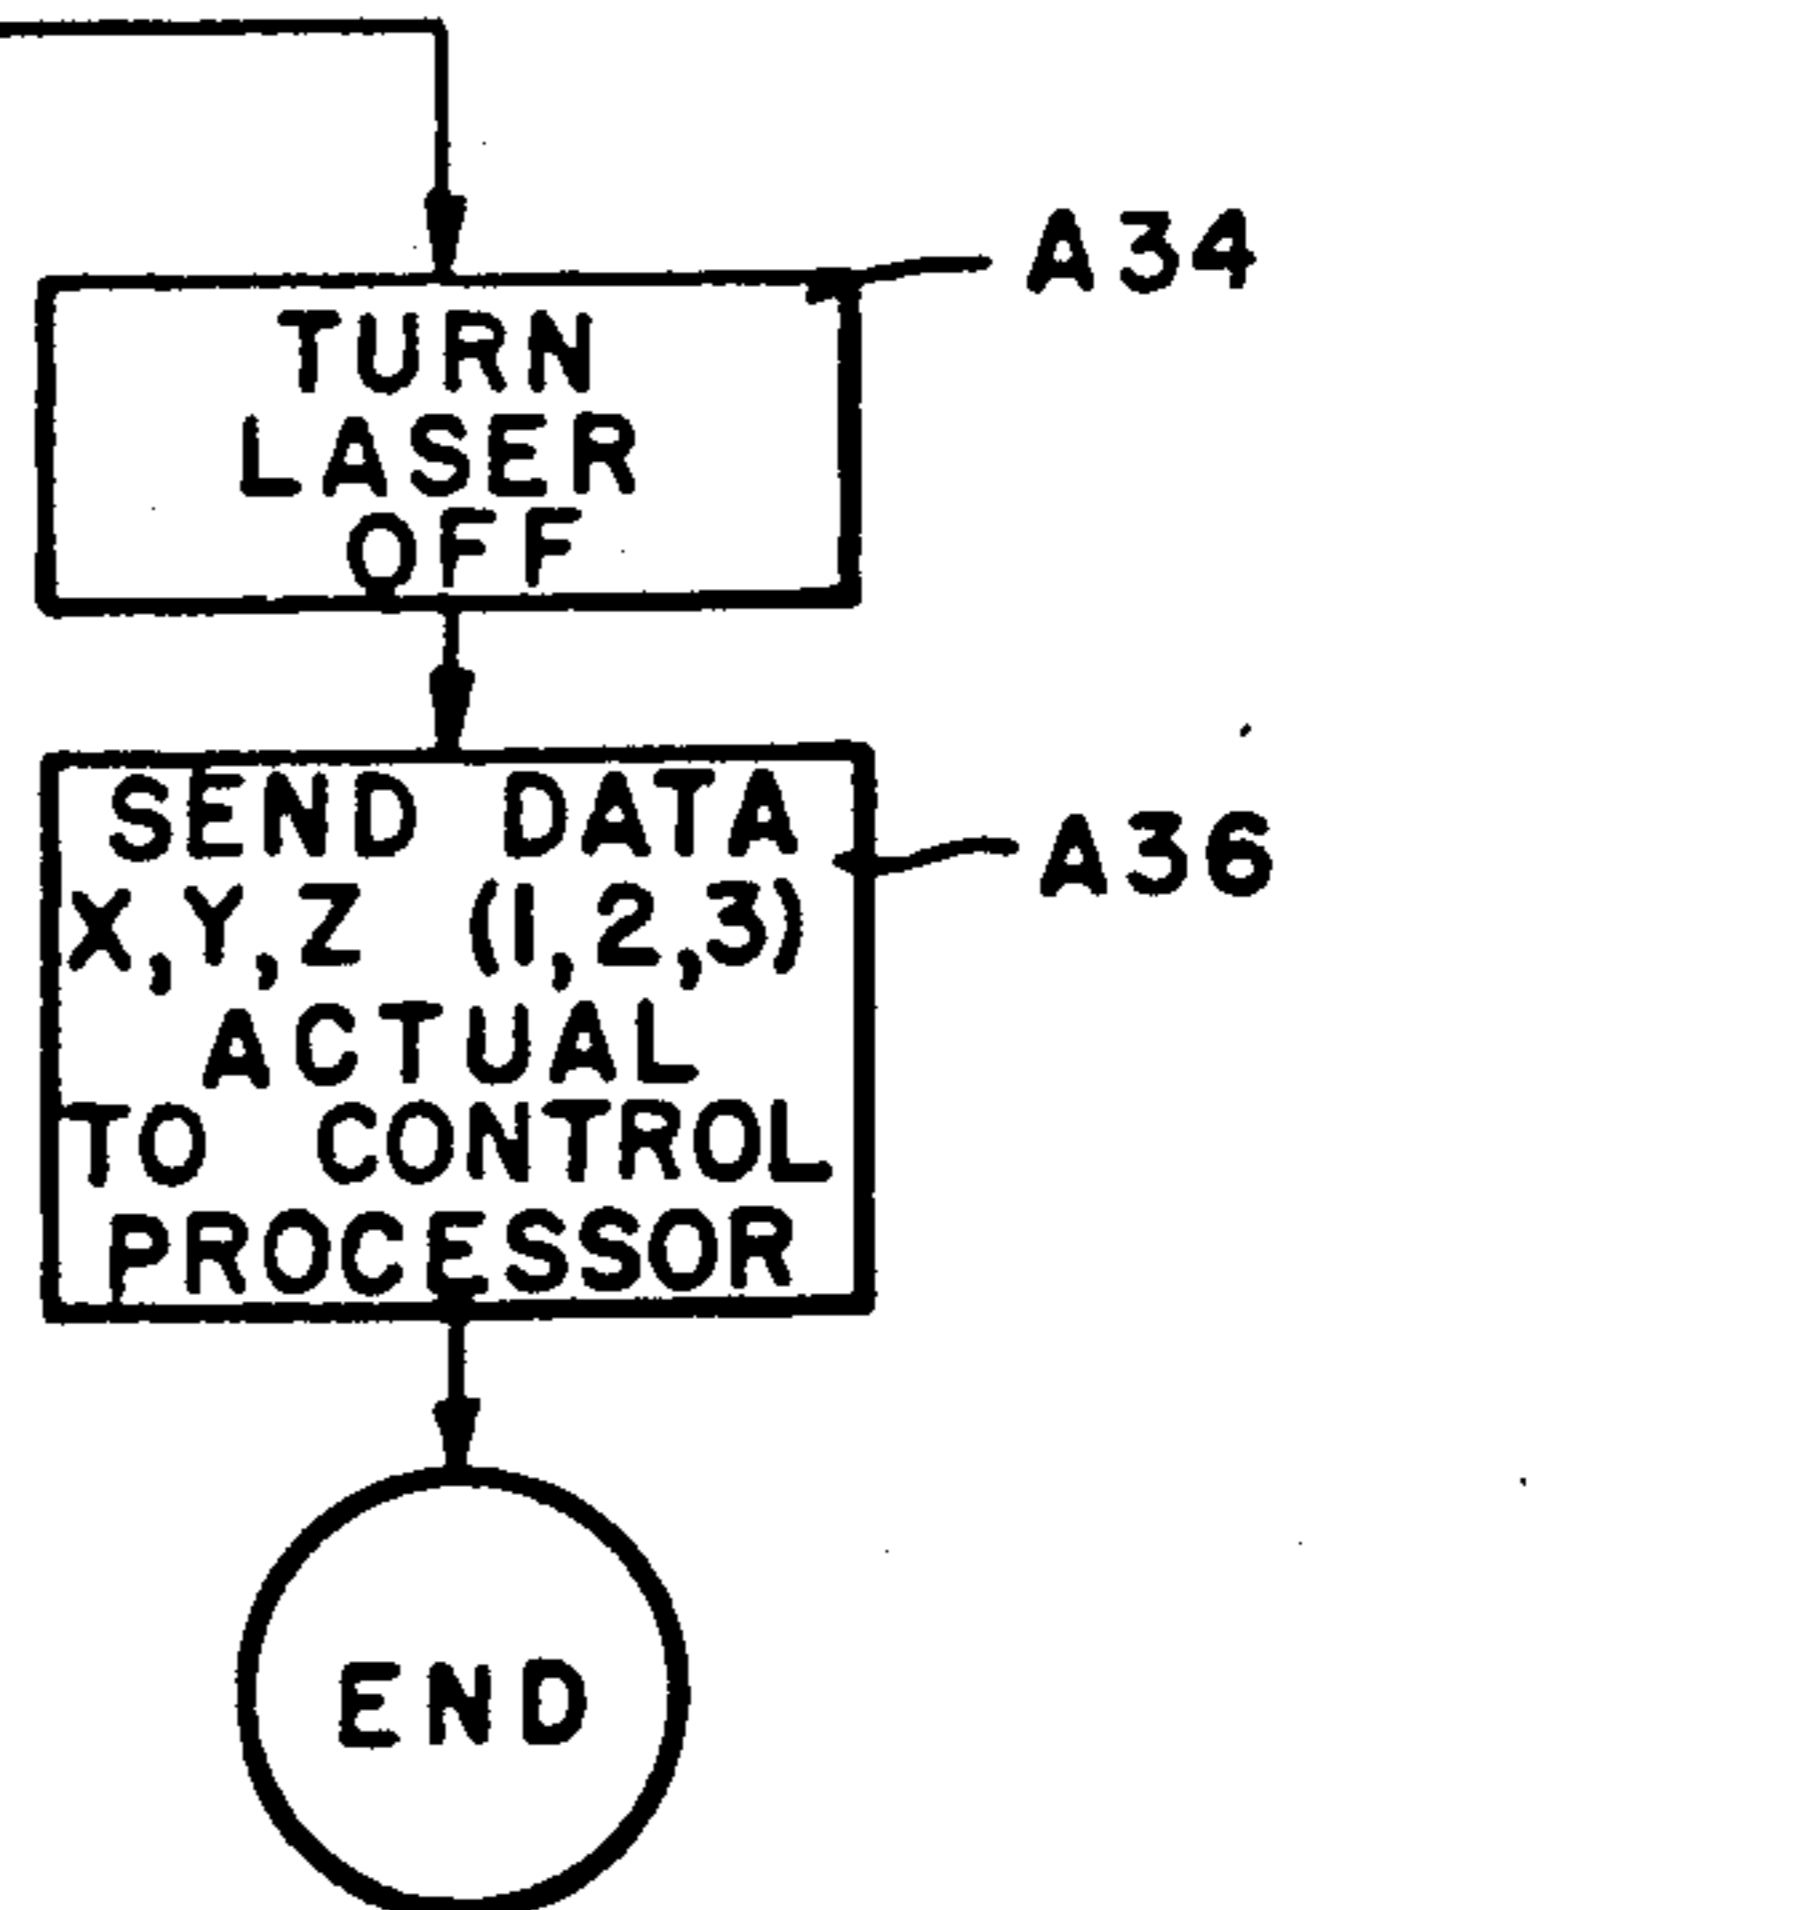 A34
TURN
LASER
OFF
SEND DATA
A36
X,Y,Z (1,2,3)
ACTUAL
TO CONTROL
PROCESSOR
END